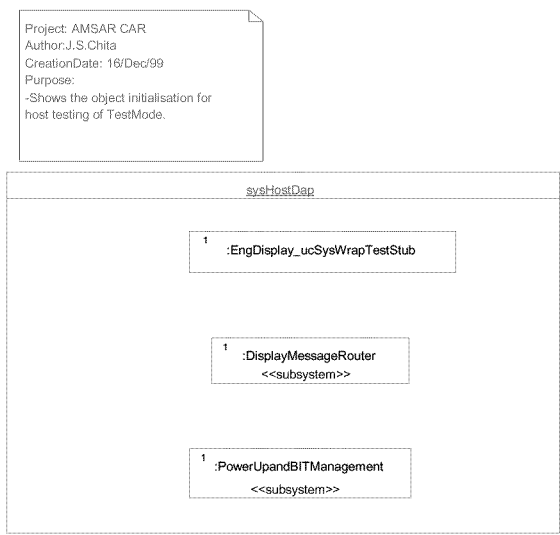 Project: AMSAR CAR
Author:J.S.Chita
CreationDate: 16/Dec/99
Purpose:
-Shows the object initialisation for
host testing of TestMode.
sysHostDap
1
:EngDisplay_ucSysWrapTestStub
1
:DisplayMessageRouter
<<subsystem>>
1
:PowerUpandBITManagement
<<subsystem>>